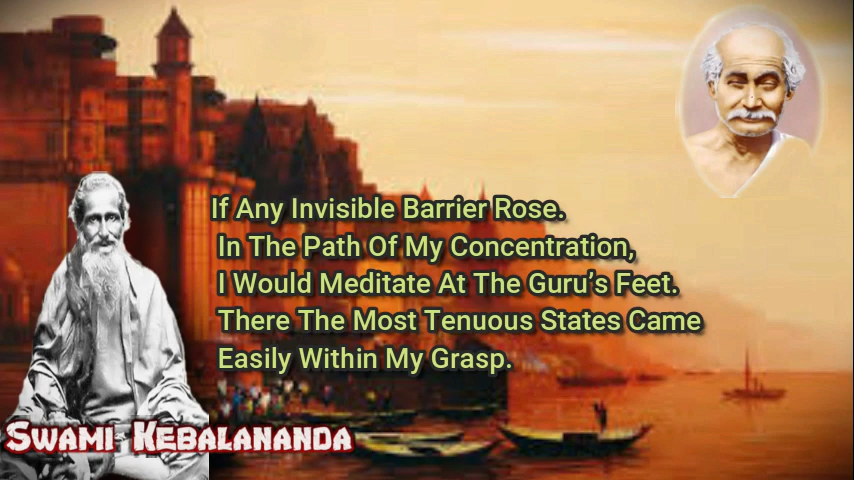 If Any Invisible Barrier Rose.
In The Path Of My Concentration,
I Would Meditate At The Guru’s Feet.
There The Most Tenuous States Came
Easily Within My Grasp.
Swami Kebalananda